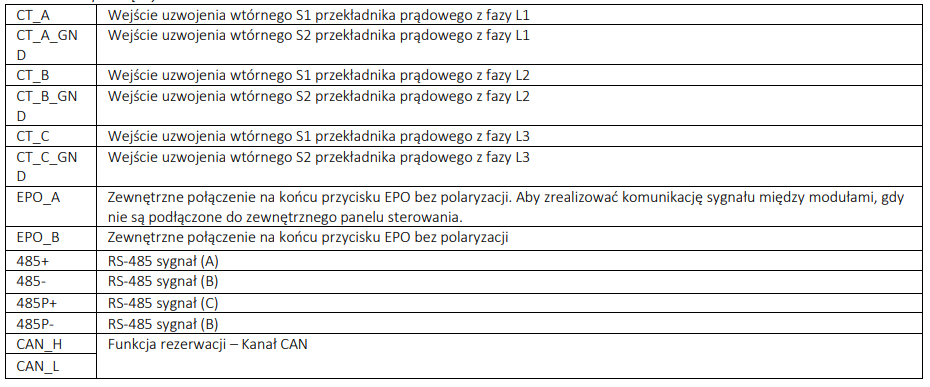 CT_A Wejście uzwojenia wtórnego S1 przekładnika prądowego z fazy L1
CT_A_GN Wejście uzwojenia wtórnego S2 przekładnika prądowego z fazy L1
D
CT_B Wejście uzwojenia wtórnego S1 przekładnika prądowego z fazy L2
CT_B_GN Wejście uzwojenia wtórnego S2 przekładnika prądowego z fazy L2
D
CT_C Wejście uzwojenia wtórnego S1 przekładnika prądowego z fazy L3
CT_C_GN Wejście uzwojenia wtórnego S2 przekładnika prądowego z fazy L3
D
EPO_A Zewnętrzne połączenie na końcu przycisku EPO bez polaryzacji. Aby zrealizować komunikację sygnału między modułami, gdy
nie są podłączone do zewnętrznego panelu sterowania.
EPO_B Zewnętrzne połączenie na końcu przycisku EPO bez polaryzacji
485+ RS-485 sygnał (A)
485- RS-485 sygnał (B)
485P+ RS-485 sygnał (C)
485P- RS-485 sygnał (B)
CAN_H Funkcja rezerwacji – Kanał CAN
CAN_L